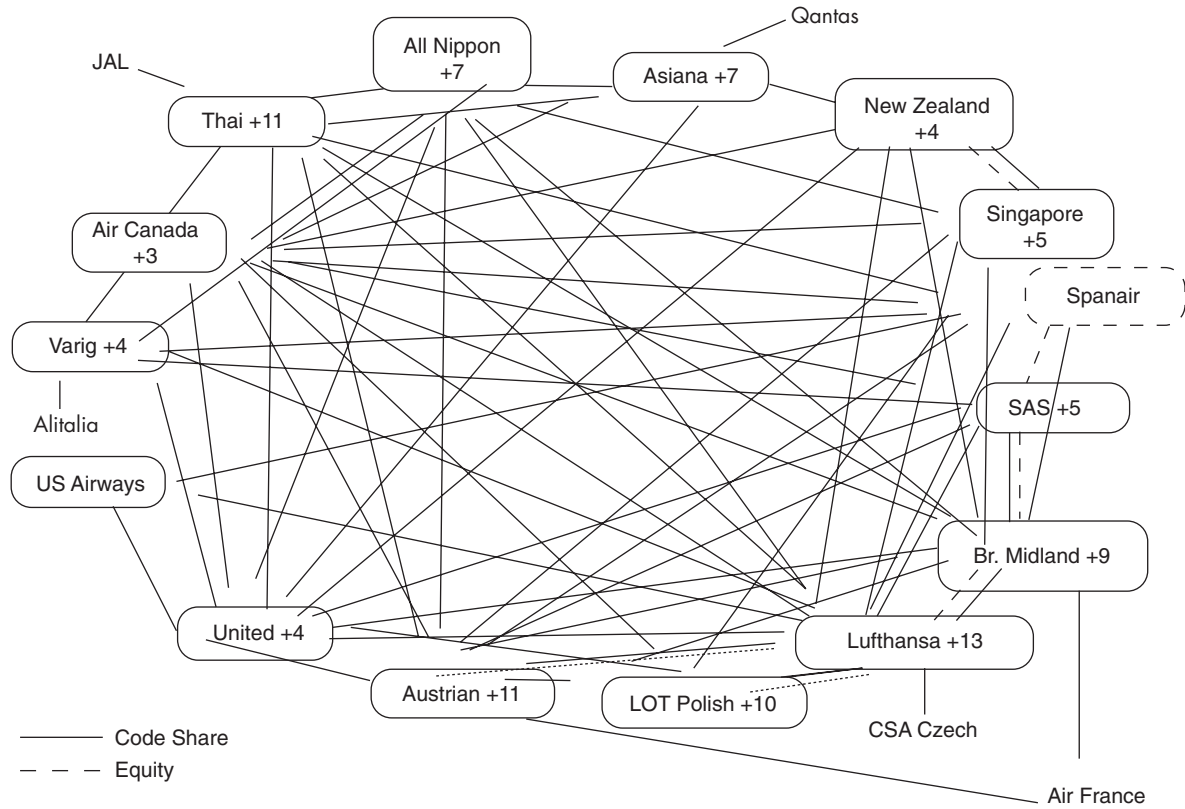 Qantas
JAL
All Nippon
+7
Asiana +7
New Zealand
+4
Thai +11
Air Canada
+3
Singapore
+5
Spanair
Varig +4
Alitalia
SAS +5
US Airways
Br. Midland +9
United +4
Lufthansa +13
Austrian +11
LOT Polish +10
CSA Czech
Code Share
Equity
Air France